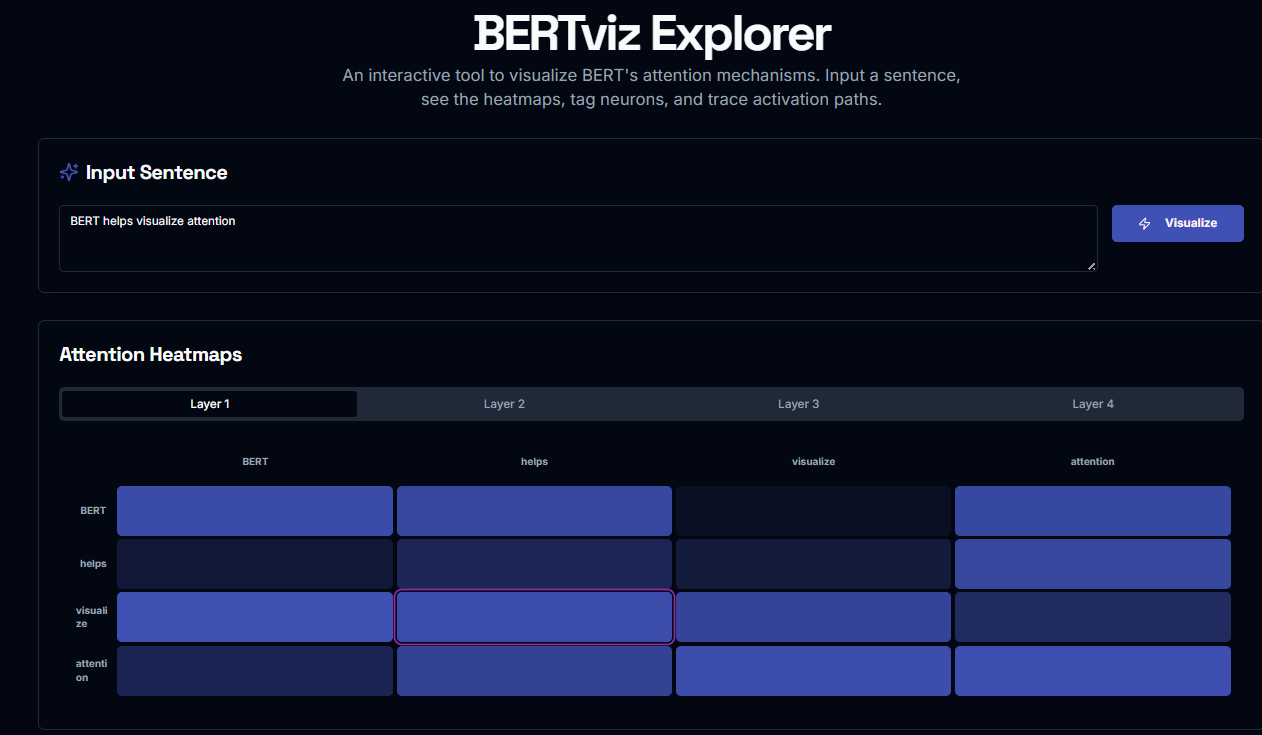 BERTviz Explorer
An interactive tool to visualize BERT's attention mechanisms. Input a sentence,
see the heatmaps, tag neurons, and trace activation paths.
Input Sentence
BERT helps visualize attention
Visualize
Attention Heatmaps
Layer 1
Layer 2
Layer 3
Layer 4
BERT
helps
visualize
attention
BERT
helps
visuali
ze
attenti
on